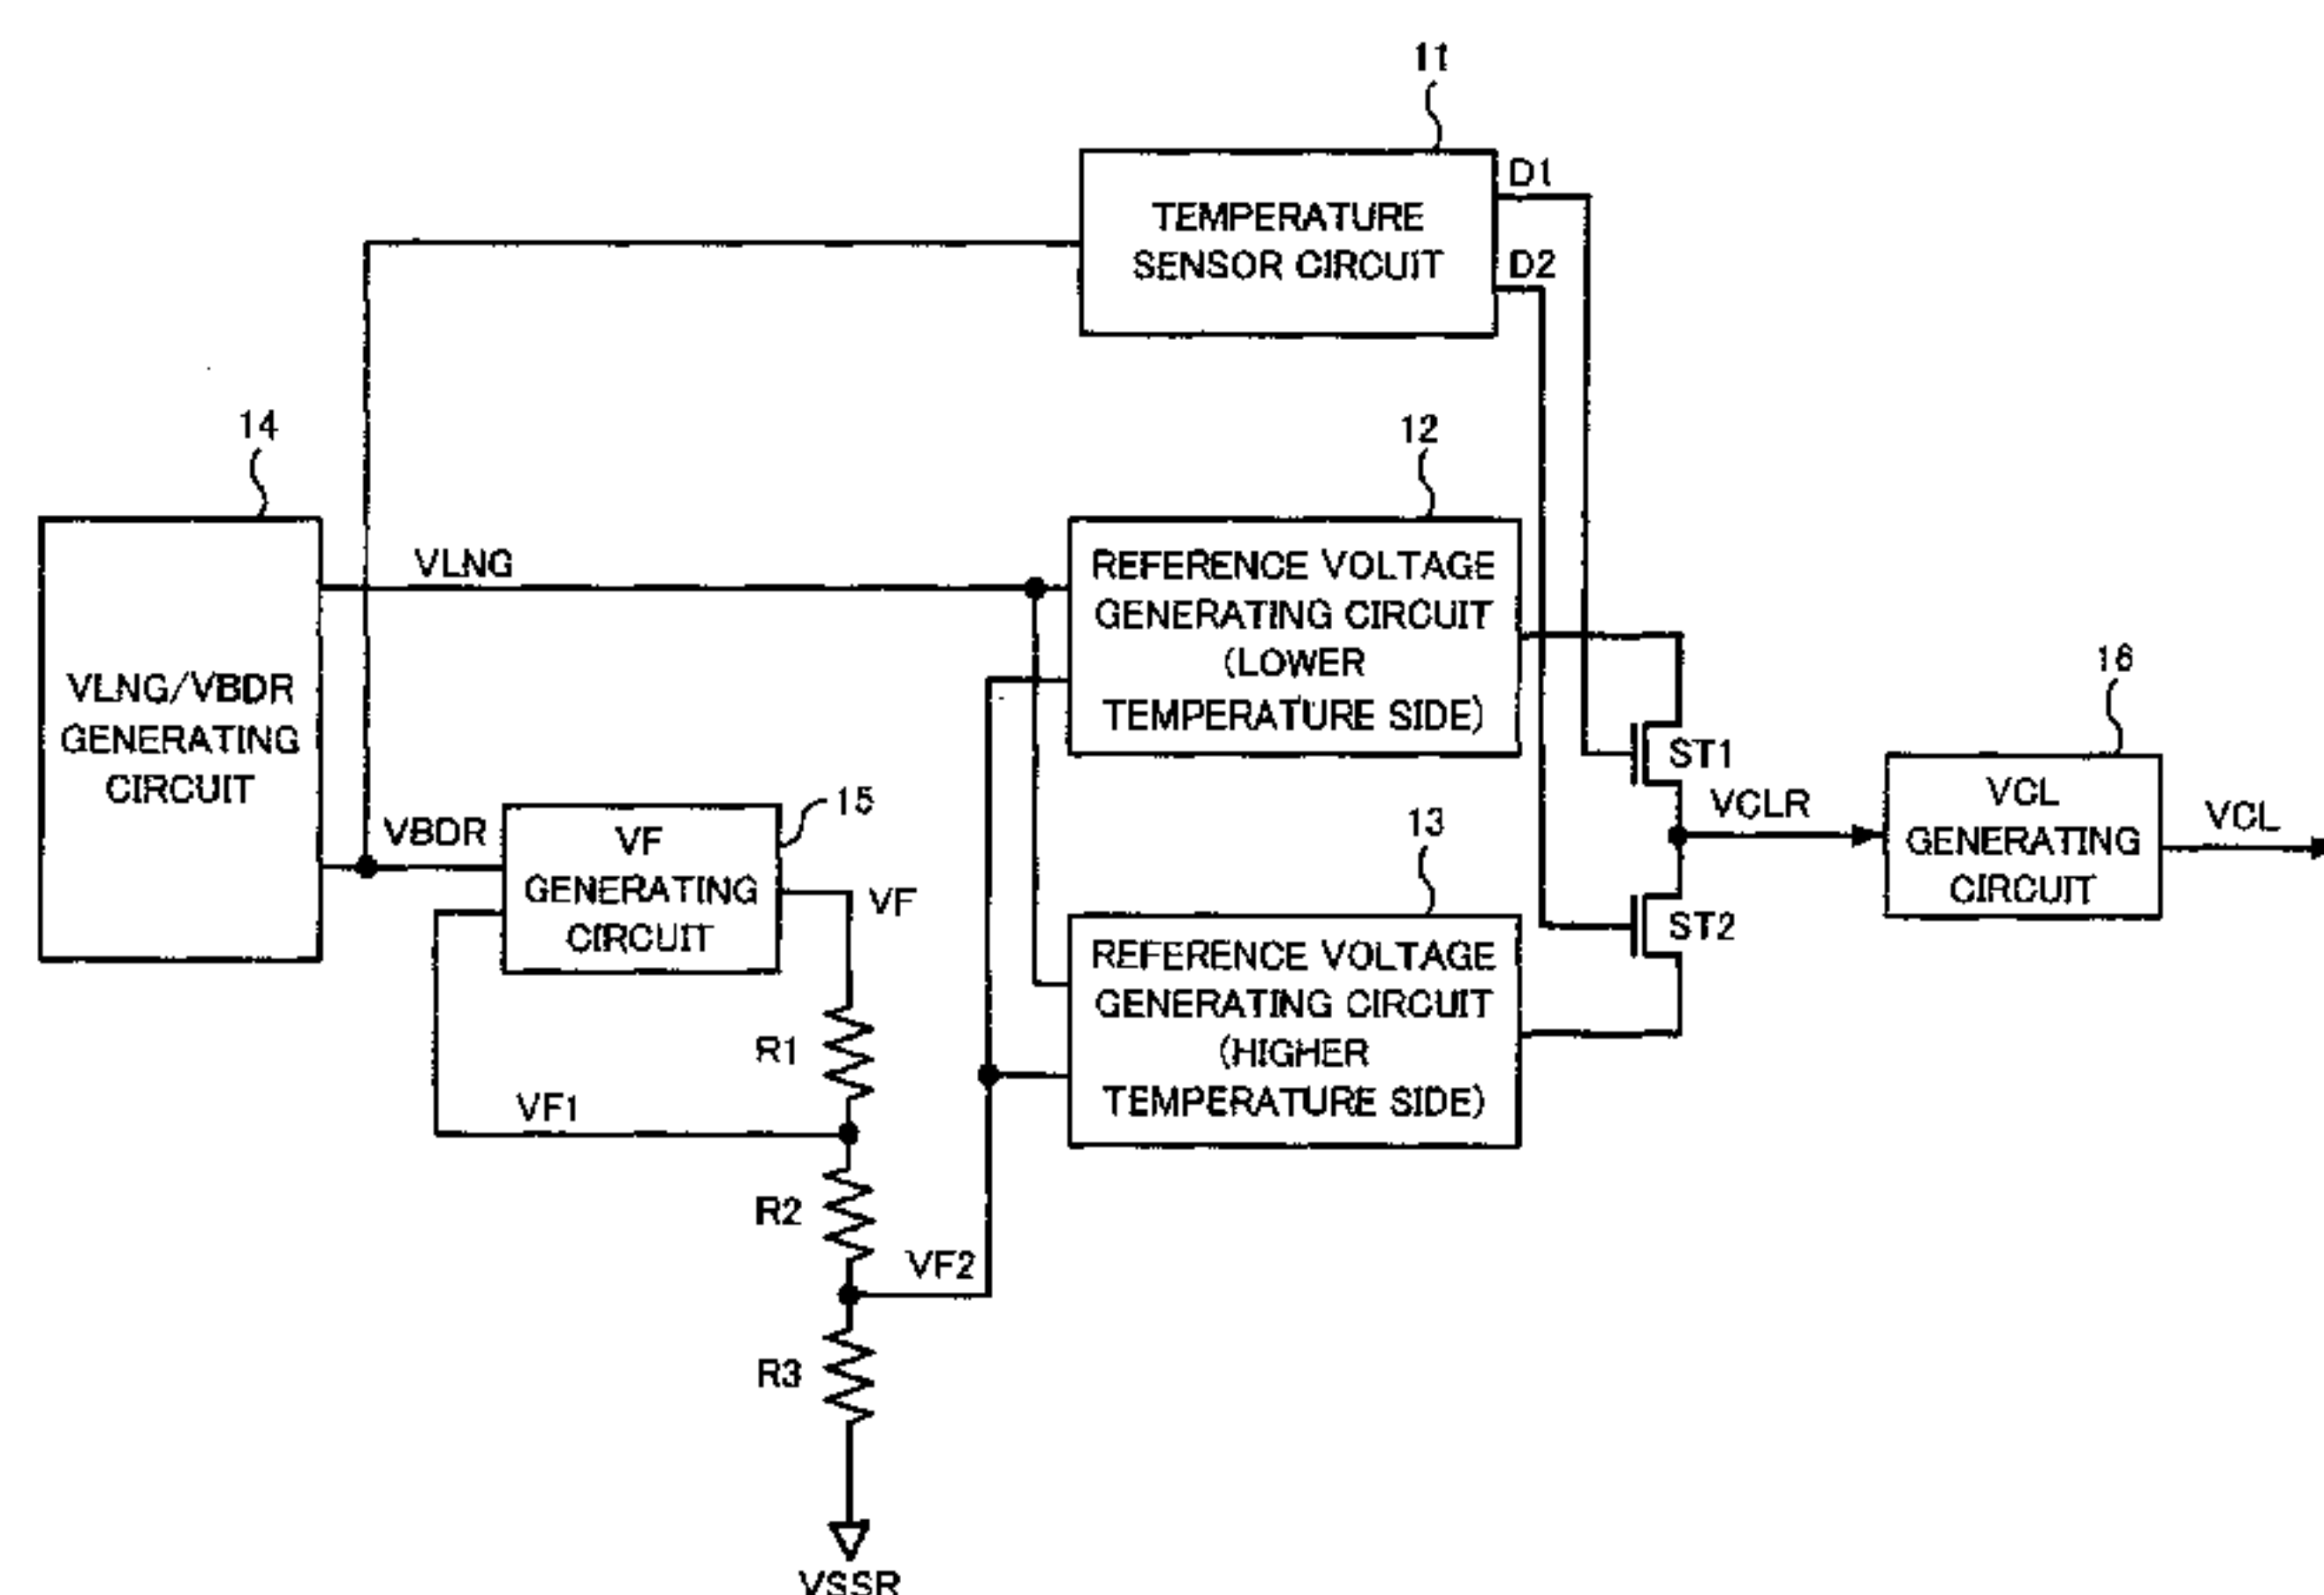 11
TEMPERATURE
SENSOR CIRCUIT
D1
D2
14
VLNG/VBDR
GENERATING
CIRCUIT
VLNG
VBDR
12
REFERENCE VOLTAGE
GENERATING CIRCUIT
(LOWER
TEMPERATURE SIDE)
15
VF
GENERATING
CIRCUIT
VF
13
REFERENCE VOLTAGE
GENERATING CIRCUIT
(HIGHER
TEMPERATURE SIDE)
ST1
ST2
VCLR
16
VCL
GENERATING
CIRCUIT
VCL
R1
VF1
R2
VF2
R3
VSSR